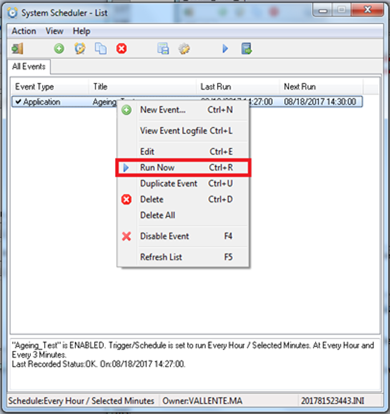 System Scheduler - List
Action View Help
All Events
Event Type Title Last Run Next Run
Application Ageing_Test 08/18/2017 14:27:00 08/18/2017 14:30:00
New Event... Ctrl+N
View Event Logfile Ctrl+L
Edit Ctrl+E
Run Now Ctrl+R
Duplicate Event Ctrl+U
Delete Ctrl+D
Delete All
Disable Event F4
Refresh List F5
"Ageing_Test" is ENABLED. Trigger/Schedule is set to run Every Hour / Selected Minutes. At Every Hour and
Every 3 Minutes.
Last Recorded Status:OK. On:08/18/2017 14:27:00.
Schedule:Every Hour / Selected Minutes Owner:VALLENTE.MA 201781523443.INI